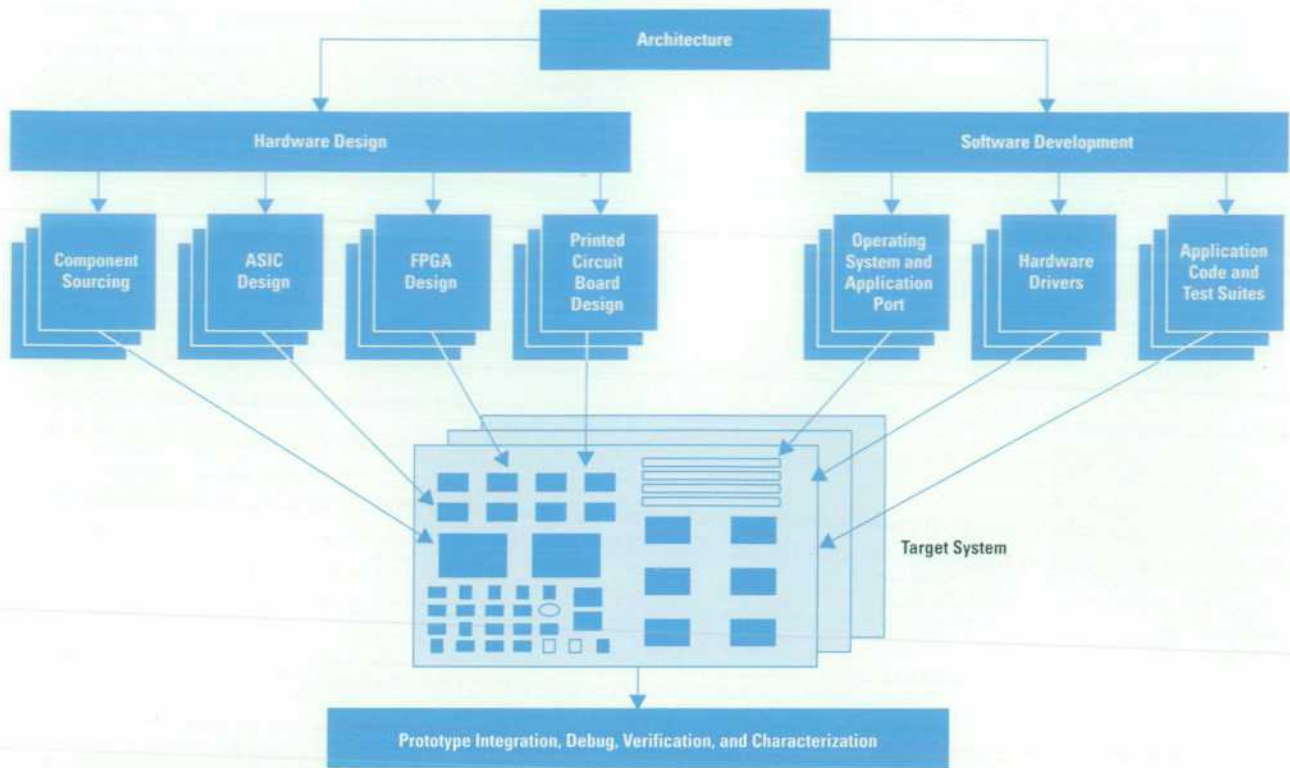 Architecture
Hardware Design
Software Development
Component
Sourcing
ASIC
Design
FPGA
Design
Printed
Circuit
Board
Design
Operating
System and
Application
Port
Hardware
Drivers
Application
Code and
Test Suites
Target System
Prototype Integration, Debug, Verification, and Characterization